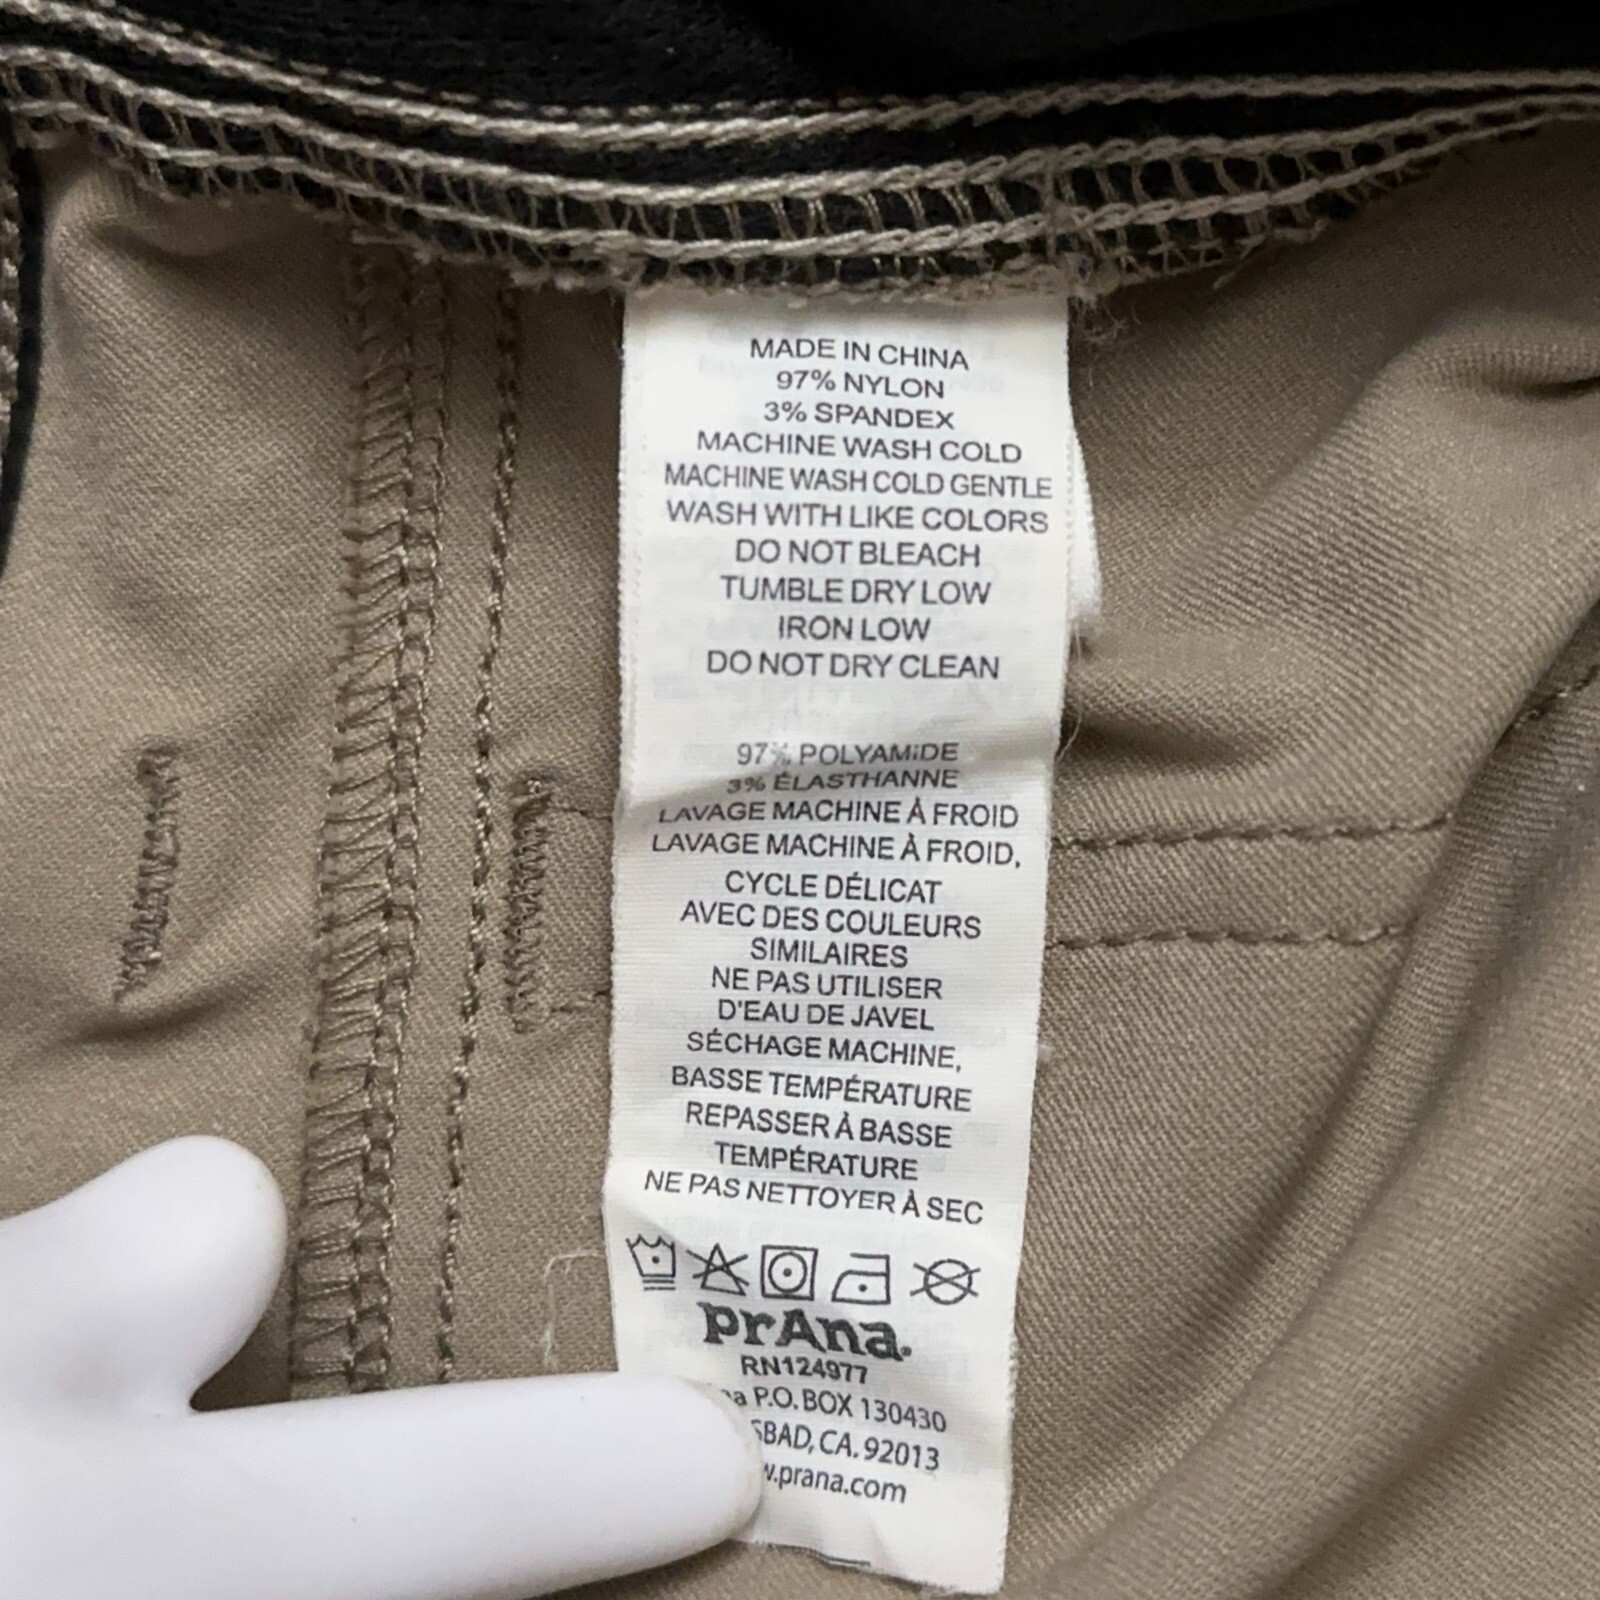 MADE IN CHINA
97% NYLON
3% SPANDEX
MACHINE WASH COLD
MACHINE WASH COLD GENTLE
WASH WITH LIKE COLORS
DO NOT BLEACH
TUMBLE DRY LOW
IRON LOW
DO NOT DRY CLEAN
97% POLYAMIDE
3% ÉLASTHANNE
LAVAGE MACHINE À FROID
LAVAGE MACHINE À FROID,
CYCLE DÉLICAT
AVEC DES COULEURS
SIMILAIRES
NE PAS UTILISER
D'EAU DE JAVEL
SÉCHAGE MACHINE,
BASSE TEMPÉRATURE
REPASSER À BASSE
TEMPÉRATURE
NE PAS NETTOYER À SEC
prAna.
RN124977
P.O. BOX 130430
CA. 92013
.prana.com